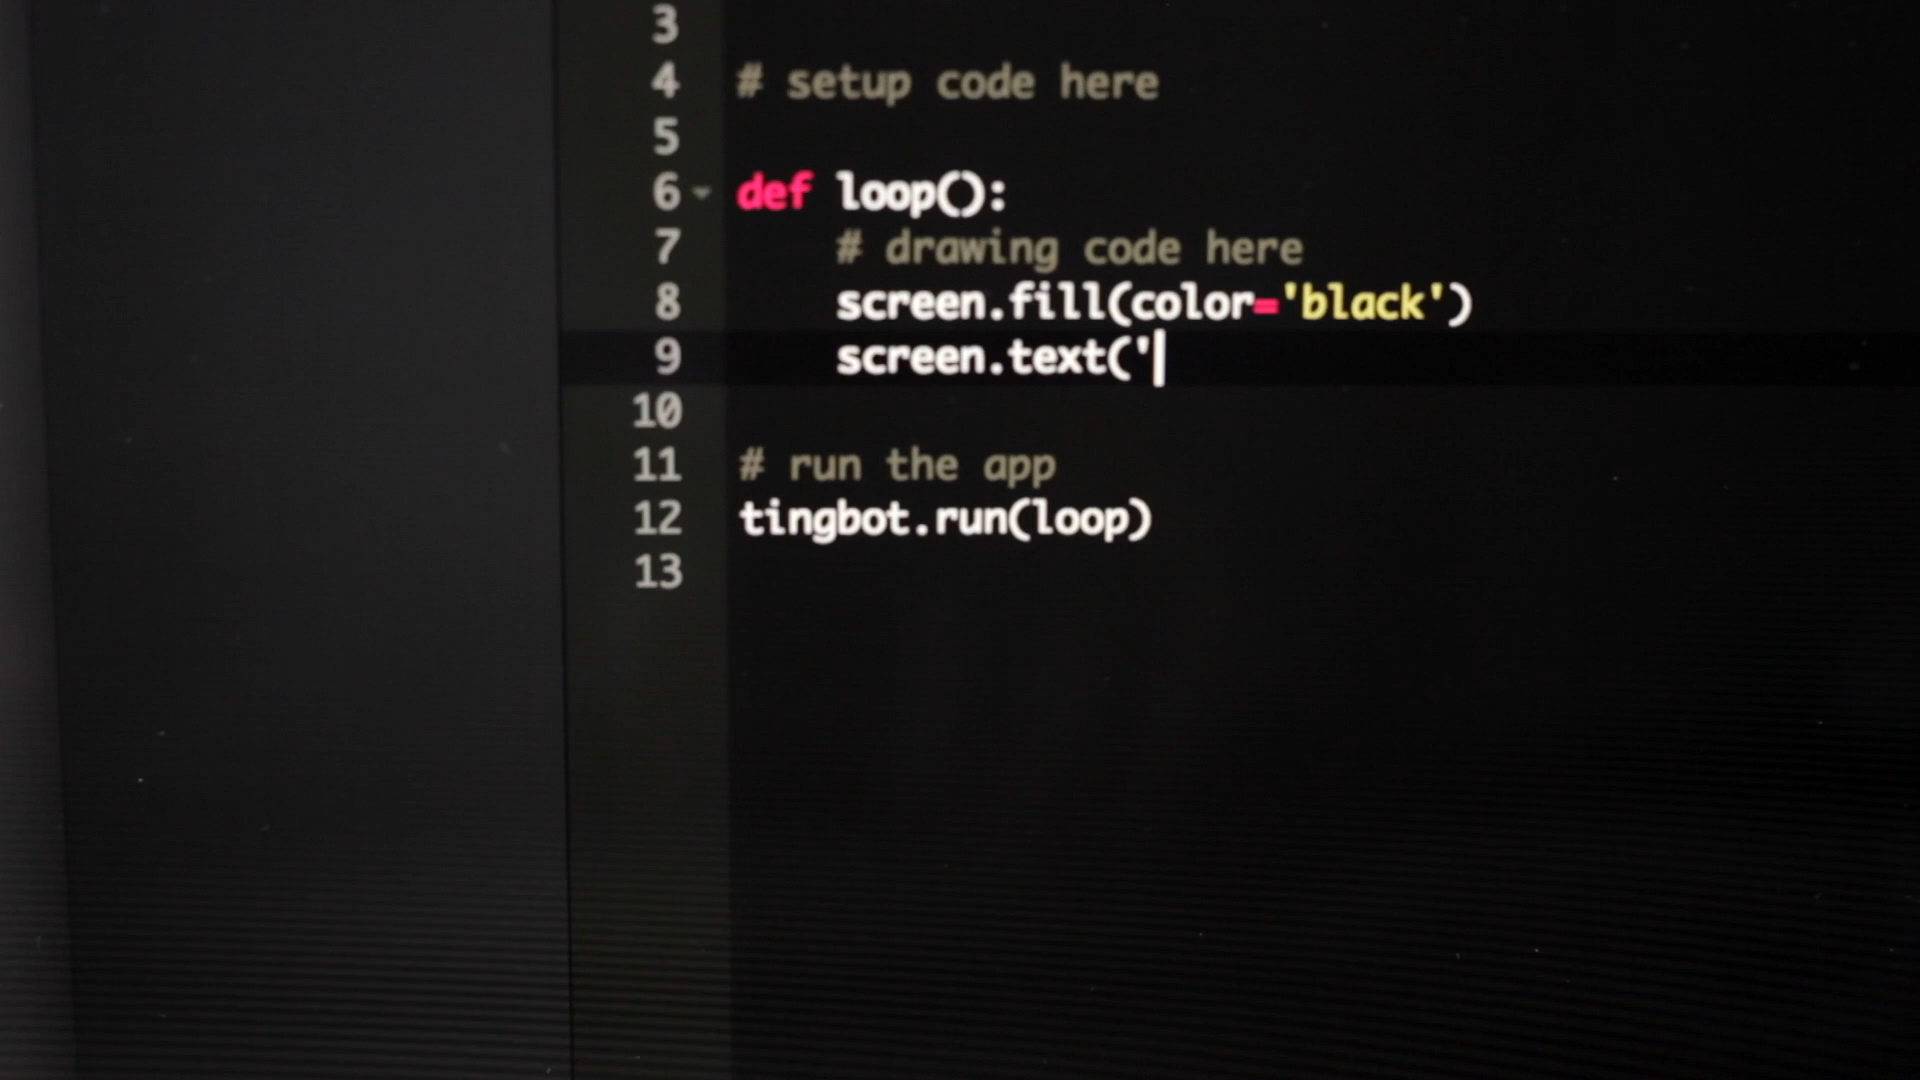 3
4 # setup code here
5
6 def loop():
7 # drawing code here
8 screen.fill(color='black')
9 screen.text('
10
11 # run the app
12 tingbot.run(loop)
13